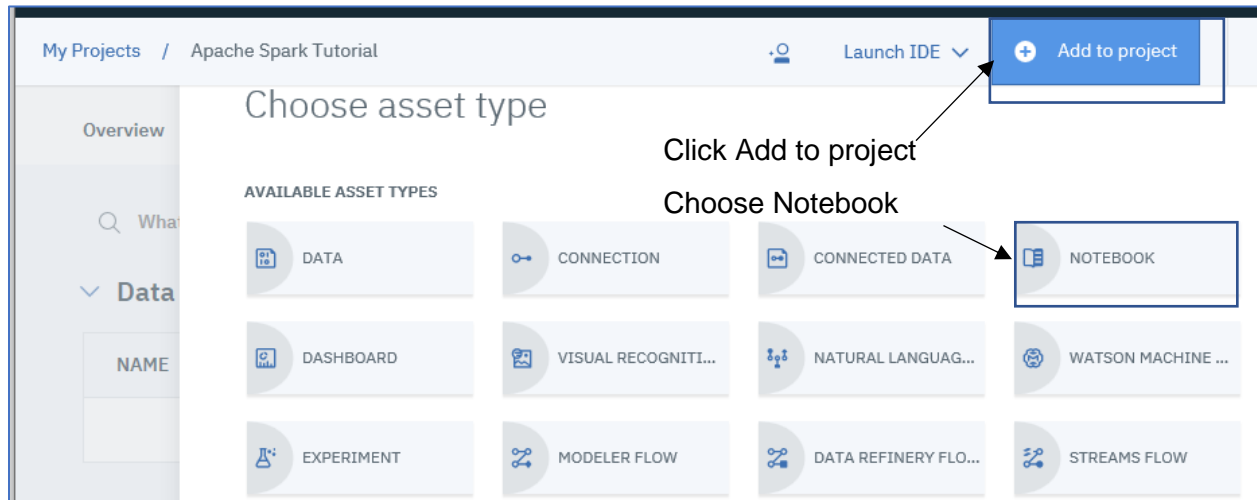 My Projects / Apache Spark Tutorial Launch IDE Add to project
Choose asset type
Overview
Click Add to project
AVAILABLE ASSET TYPES
Choose Notebook
What
DATA CONNECTION CONNECTED DATA NOTEBOOK
Data
DASHBOARD VISUAL RECOGNITI... NATURAL LANGUAG... WATSON MACHINE ...
NAME
EXPERIMENT MODELER FLOW DATA REFINERY FLO... STREAMS FLOW